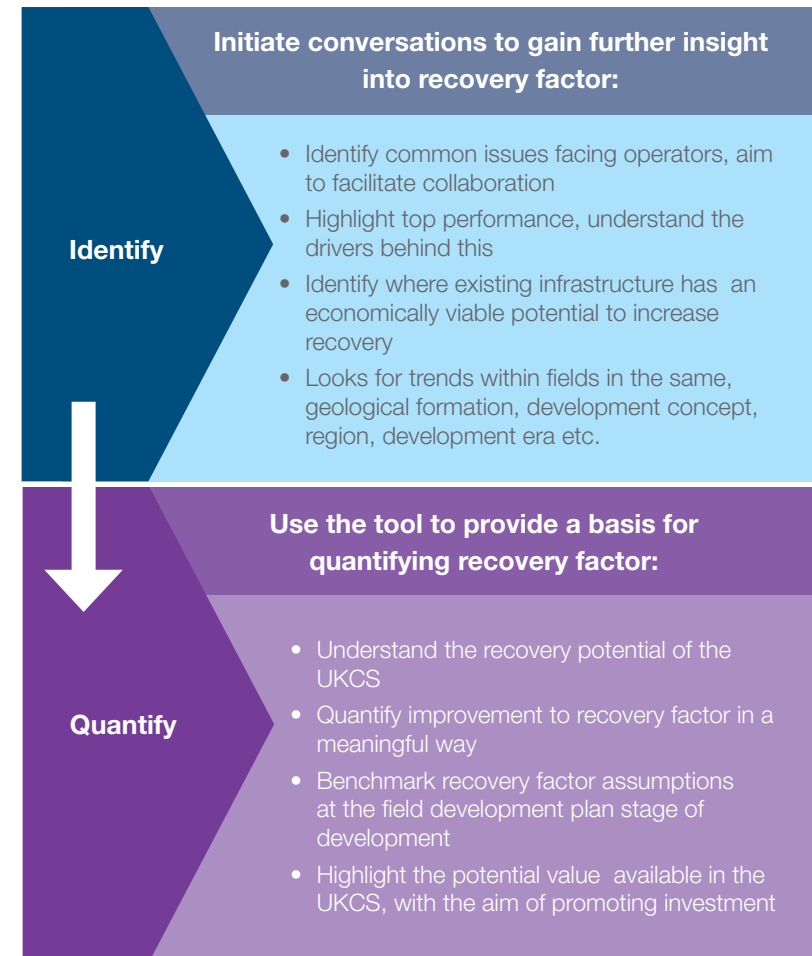 Initiate conversations to gain further insight
into recovery factor:
Identify
• Identify common issues facing operators, aim
to facilitate collaboration
• Highlight top performance, understand the
drivers behind this
• Identify where existing infrastructure has  an
economically viable potential to increase
recovery
• Looks for trends within fields in the same,
geological formation, development concept,
region, development era etc.
Use the tool to provide a basis for
quantifying recovery factor:
Quantify
• Understand the recovery potential of the
UKCS
• Quantify improvement to recovery factor in a
meaningful way
• Benchmark recovery factor assumptions
at the field development plan stage of
development
• Highlight the potential value  available in the
UKCS, with the aim of promoting investment